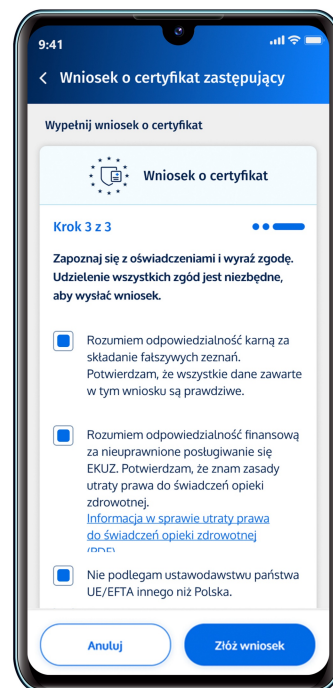 9:41
Wniosek o certyfikat zastępujący
Wypełnij wniosek o certyfikat
Wniosek o certyfikat
Krok 3 z 3
Zapoznaj się z oświadczeniami i wyraź zgodę.
Udzielenie wszystkich zgód jest niezbędne,
aby wysłać wniosek.
Rozumiem odpowiedzialność karną za
składanie fałszywych zeznań.
Potwierdzam, że wszystkie dane zawarte
w tym wniosku są prawdziwe.
Rozumiem odpowiedzialność finansową
za nieuprawnione posługiwanie się
EKUZ. Potwierdzam, że znam zasady
utraty prawa do świadczeń opieki
zdrowotnej.
Informacja w sprawie utraty prawa
do świadczeń opieki zdrowotnej
(PDF)
Nie podlegam ustawodawstwu państwa
UE/EFTA innego niż Polska.
Anuluj
Złóż wniosek